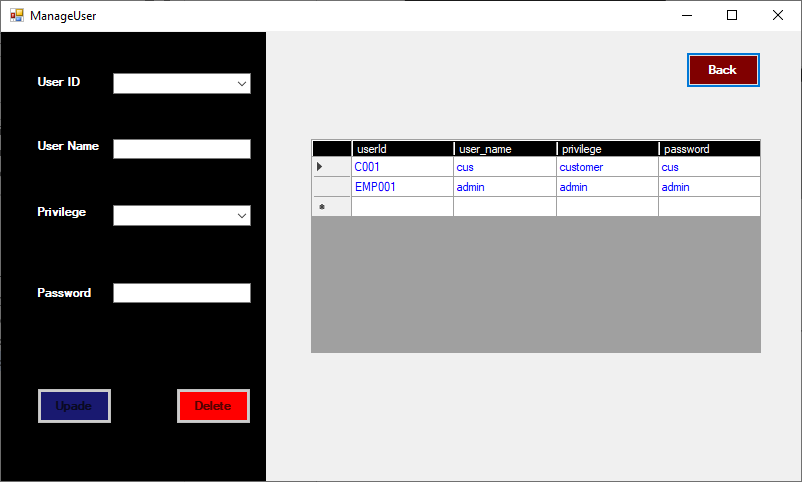 ManageUser
User ID
User Name
Privilege
Password
Upade
Delete
Back
userId user_name privilege password
C001 cus customer cus
EMP001 admin admin admin